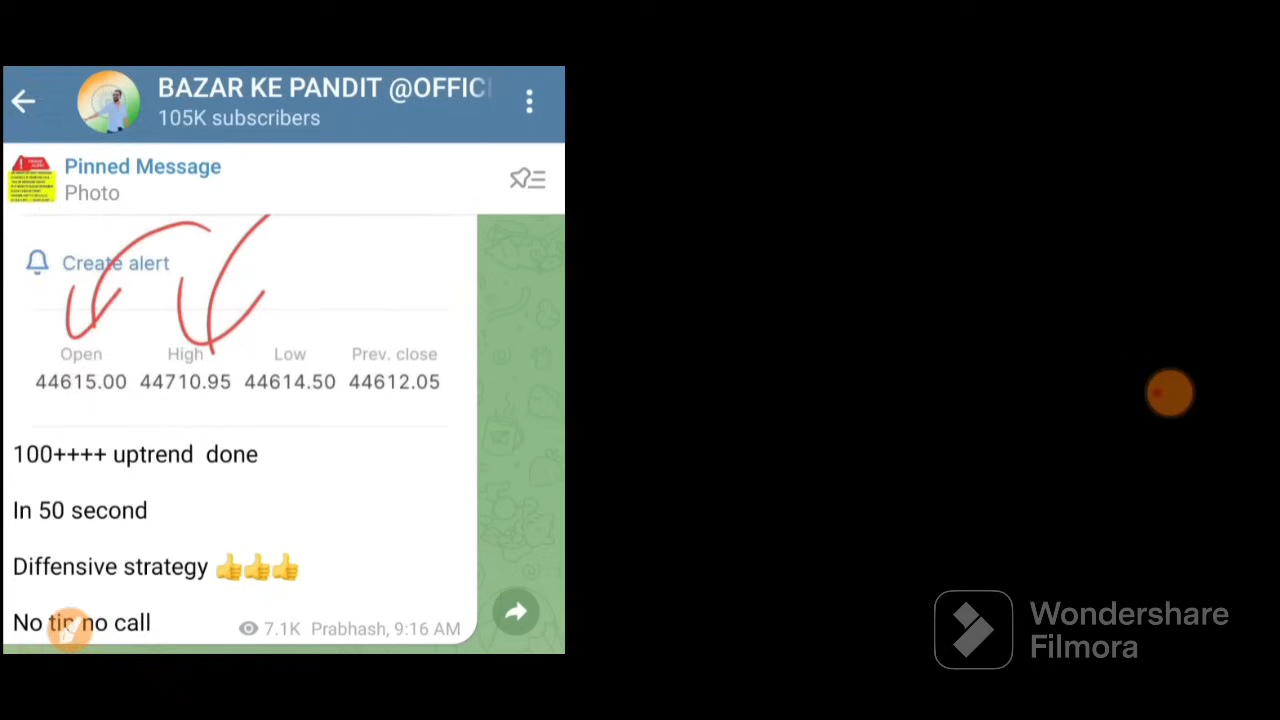 BAZAR KE PANDIT @OFFIC
105K subscribers
Pinned Message
Photo
Create alert
Open High Low Prev. close
44615.00 44710.95 44614.50 44612.05
100++++ uptrend done
In 50 second
Diffensive strategy 👍👍👍
No tip no call
7.1K Prabhash, 9:16 AM
Wondershare
Filmora